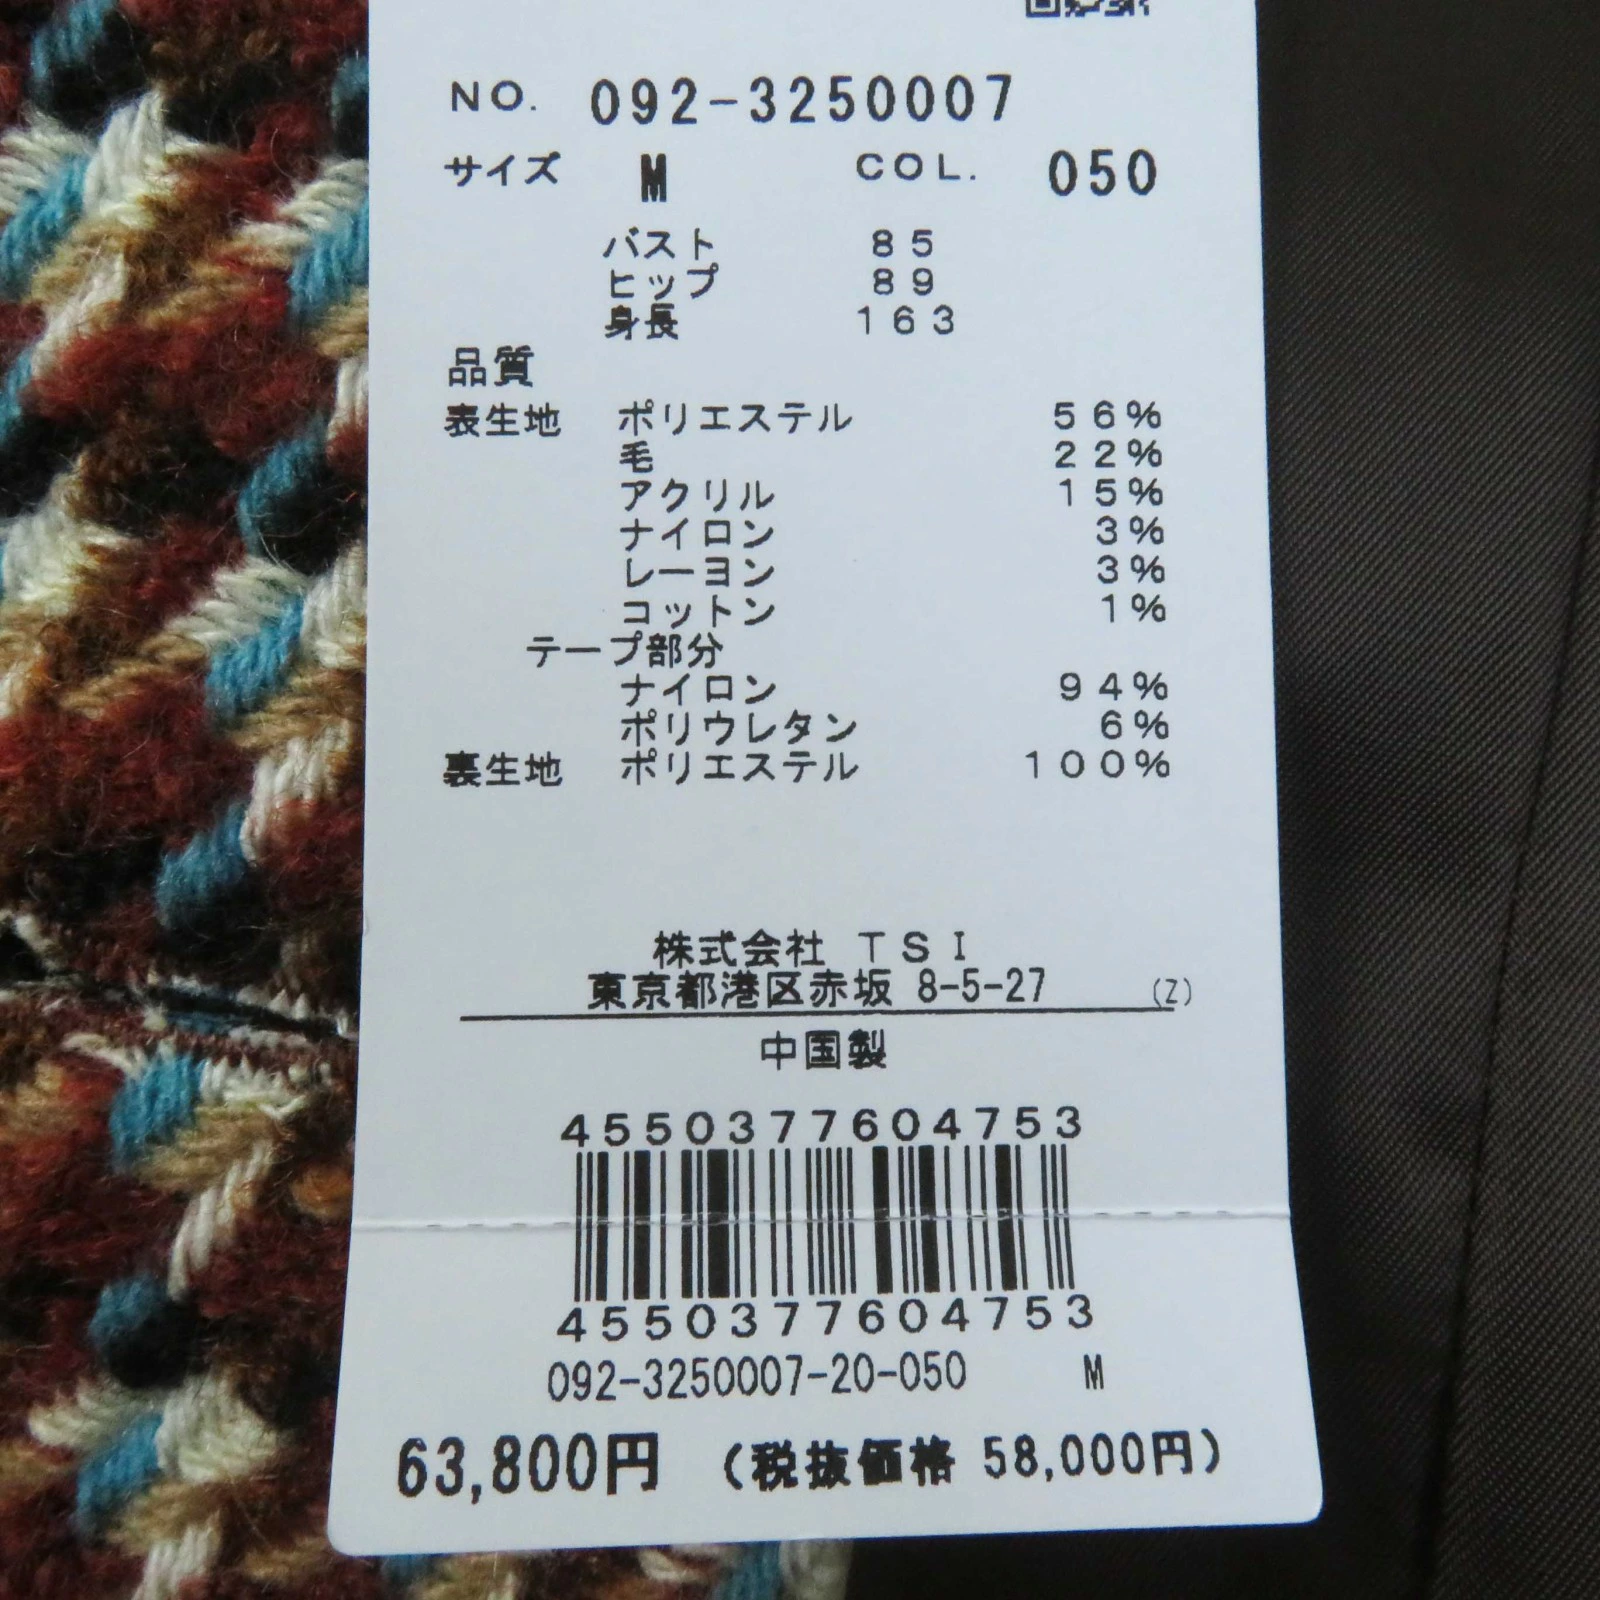 NO. 092-3250007
サイズ M COL. 050
バスト 85
ヒップ 89
身長 163
品質
表生地 ポリエステル 56%
毛 22%
アクリル 15%
ナイロン 3%
レーヨン 3%
コットン 1%
テープ部分
ナイロン 94%
ポリウレタン 6%
裏生地 ポリエステル 100%
株式会社 TSI
東京都港区赤坂 8-5-27 (Z)
中国製
4550377604753
4550377604753
092-3250007-20-050 M
63,800円 (税抜価格 58,000円)